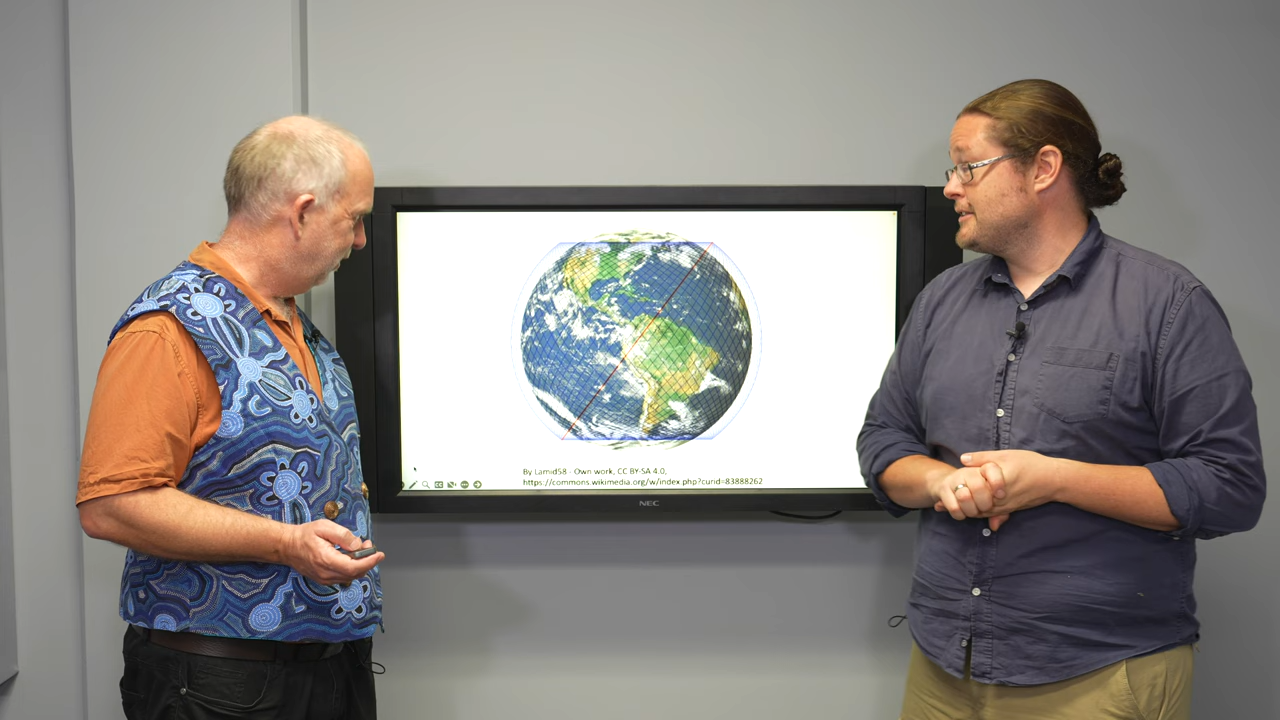 By Lamid58 - Own work, CC BY-SA 4.0,
https://commons.wikimedia.org/w/index.php?curid=83888262
NEC